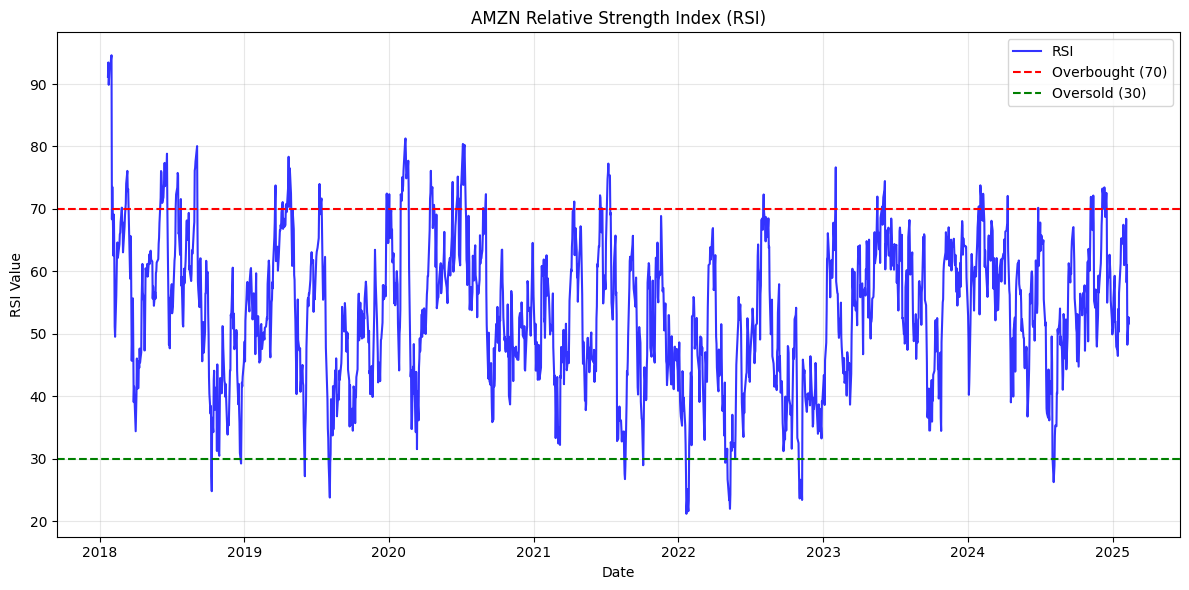 AMZN Relative Strength Index (RSI)
RSI
Overbought (70)
Oversold (30)
RSI Value
90
80
70
60
50
40
30
20
2018
2019
2020
2021
2022
2023
2024
2025
Date